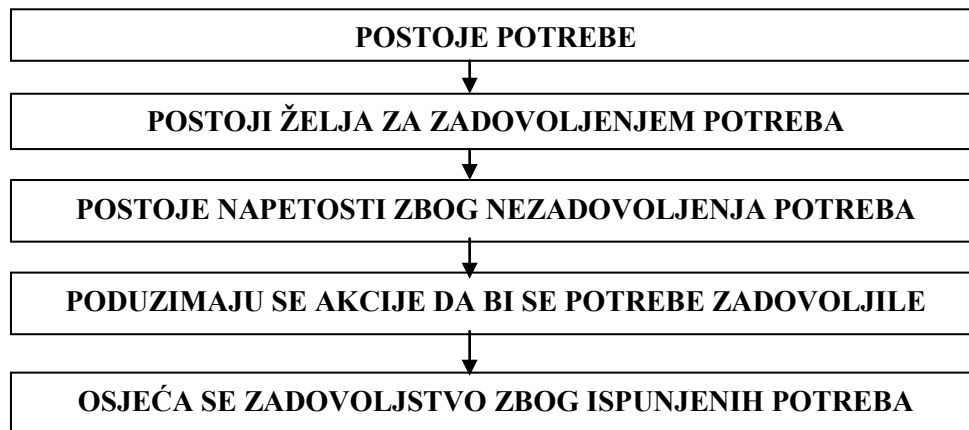 POSTOJE POTREBE
POSTOJI ŽELJA ZA ZADOVOLJENJEM POTREBA
POSTOJE NAPETOSTI ZBOG NEZADOVOLJENJA POTREBA
PODUZIMAJU SE AKCIJE DA BI SE POTREBE ZADOVOLJILE
OSJEĆA SE ZADOVOLJSTVO ZBOG ISPUNJENIH POTREBA